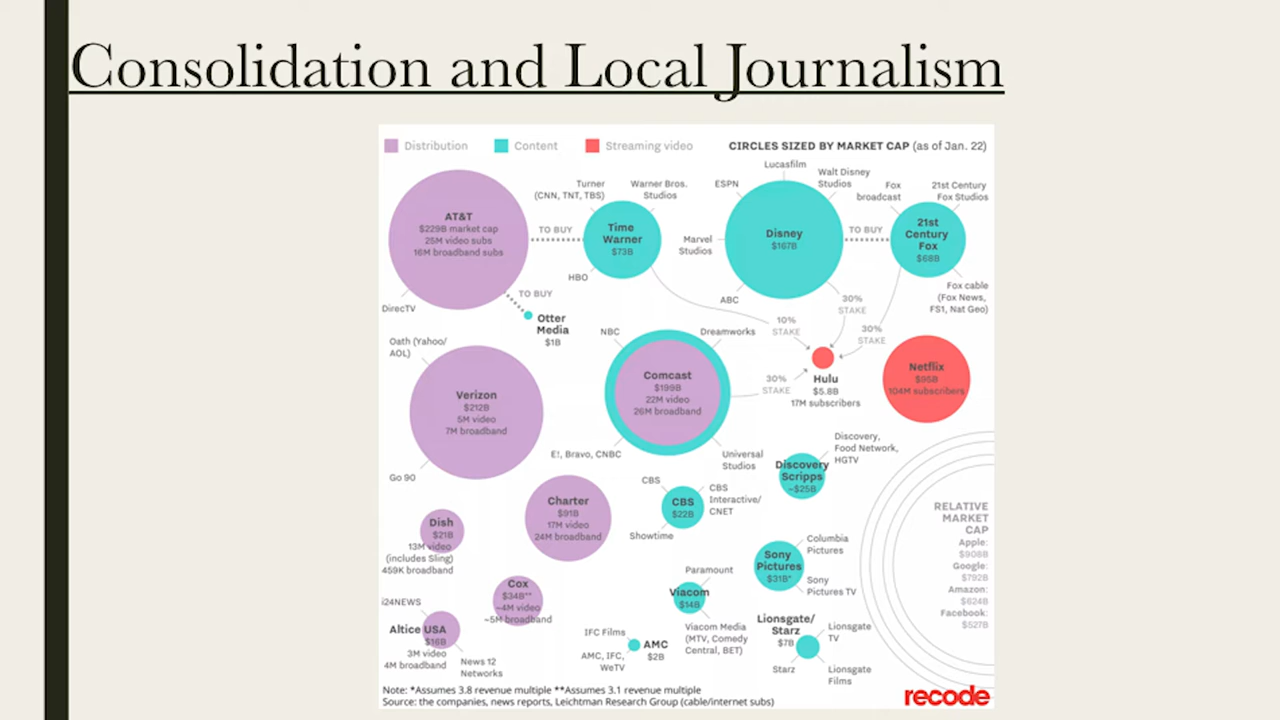 Consolidation and Local Journalism
Distribution
Content
Streaming video
CIRCLES SIZED BY MARKET CAP (as of Jan. 22)
AT&T
$229B market cap
25M video subs
16M broadband subs
DirecTV
TO BUY
TO BUY
Otter
Media
$1B
Turner
(CNN, TNT, TBS)
Warner Bros.
Studios
Time
Warner
$73B
HBO
Lucasfilm
ESPN
Walt Disney
Studios
Marvel
Studios
Disney
$167B
ABC
TO BUY
Fox
broadcast
21st Century
Fox Studios
21st
Century
Fox
$68B
Fox cable
(Fox News,
FS1, Nat Geo)
10%
STAKE
30%
STAKE
30%
STAKE
30%
STAKE
Hulu
$5.8B
17M subscribers
Netflix
$95B
104M subscribers
Oath (Yahoo/
AOL)
Verizon
$212B
5M video
7M broadband
Go 90
NBC
Dreamworks
Comcast
$199B
22M video
26M broadband
E!, Bravo, CNBC
Universal
Studios
Discovery,
Food Network,
HGTV
Discovery
Scripps
~$25B
Charter
$91B
17M video
24M broadband
CBS
CBS
$22B
CBS
Interactive/
CNET
Showtime
Dish
$21B
13M video
(includes Sling)
459K broadband
Cox
$34B**
~4M video
~5M broadband
Columbia
Pictures
Sony
Pictures
$31B*
Sony
Pictures TV
Paramount
Viacom
$14B
Viacom Media
(MTV, Comedy
Central, BET)
i24NEWS
Altice USA
$16B
3M video
4M broadband
News 12
Networks
IFC Films
AMC
$2B
AMC, IFC,
WeTV
Lionsgate/
Starz
$7B
Lionsgate
TV
Starz
Lionsgate
Films
RELATIVE
MARKET
CAP
Apple:
$908B
Google:
$792B
Amazon:
$624B
Facebook:
$527B
Note: *Assumes 3.8 revenue multiple **Assumes 3.1 revenue multiple
Source: the companies, news reports, Leichtman Research Group (cable/internet subs)
recode